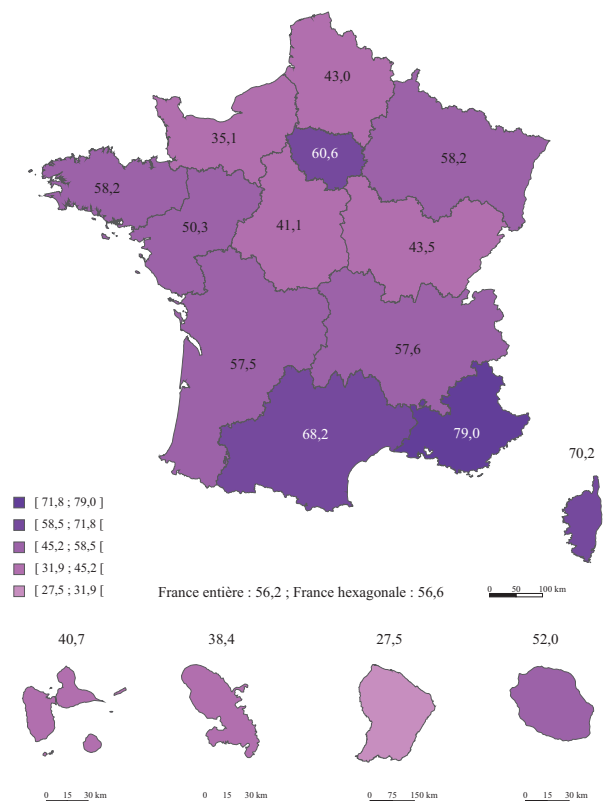 43,0
35,1
60,6
58,2
58,2
50,3
41,1
43,5
57,5
57,6
68,2
79,0
70,2
[ 71,8 ; 79,0 ]
[ 58,5 ; 71,8 [
[ 45,2 ; 58,5 [
[ 31,9 ; 45,2 [
[ 27,5 ; 31,9 [
France entière : 56,2 ; France hexagonale : 56,6
0 50 100 km
40,7
38,4
27,5
52,0
0 15 30 km
0 15 30 km
0 75 150 km
0 15 30 km